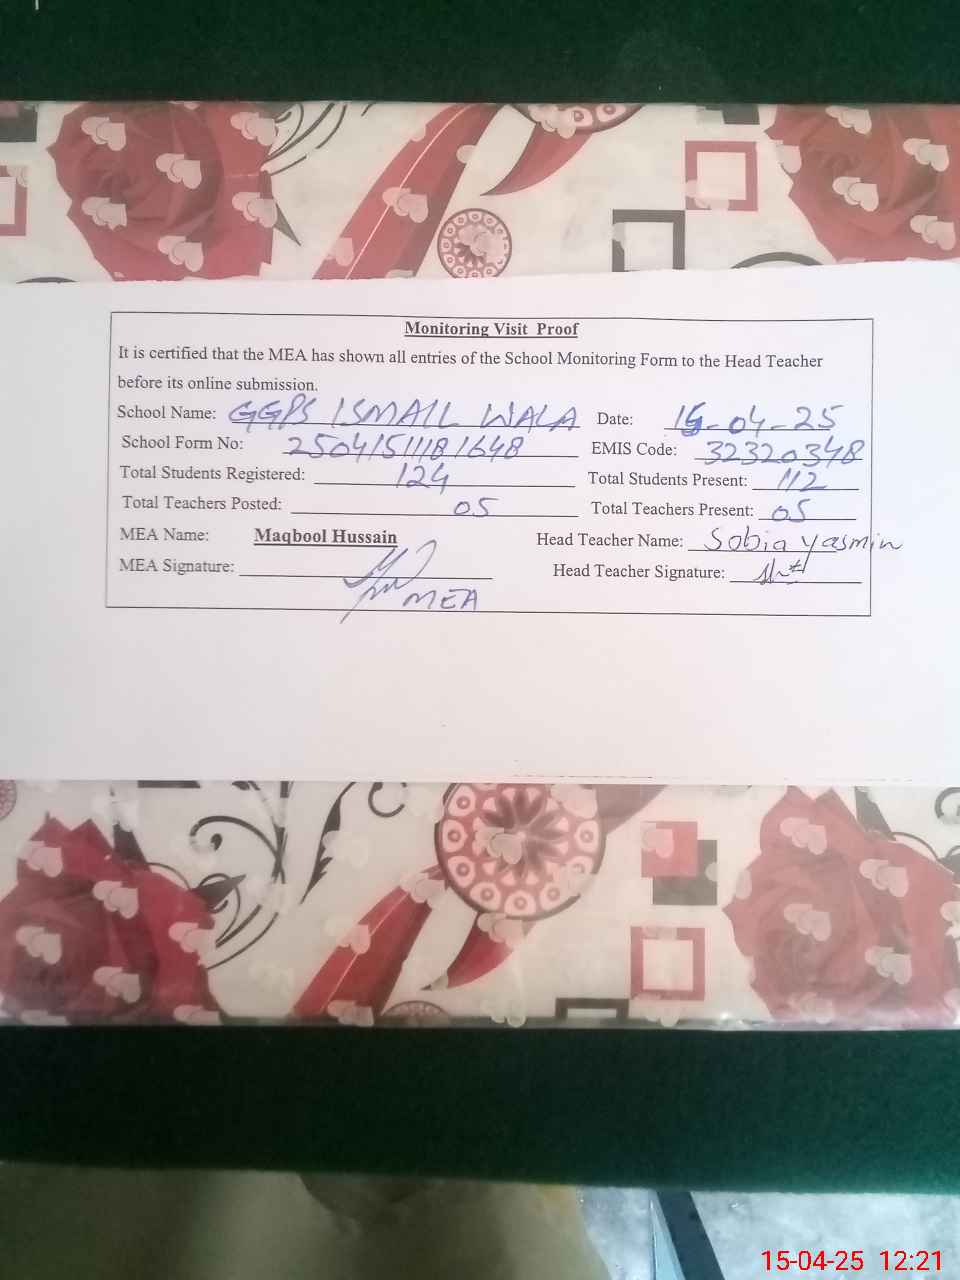 Monitoring Visit Proof
It is certified that the MEA has shown all entries of the School Monitoring Form to the Head Teacher
before its online submission.
School Name: GGPS ISMAIL WALA Date: 15-04-25
School Form No: 25041511181648 EMIS Code: 32320348
Total Students Registered: 124 Total Students Present: 112
Total Teachers Posted: 05 Total Teachers Present: 05
MEA Name: Maqbool Hussain Head Teacher Name: Sobia Yasmin
MEA Signature: Head Teacher Signature:
MEA
15-04-25 12:21